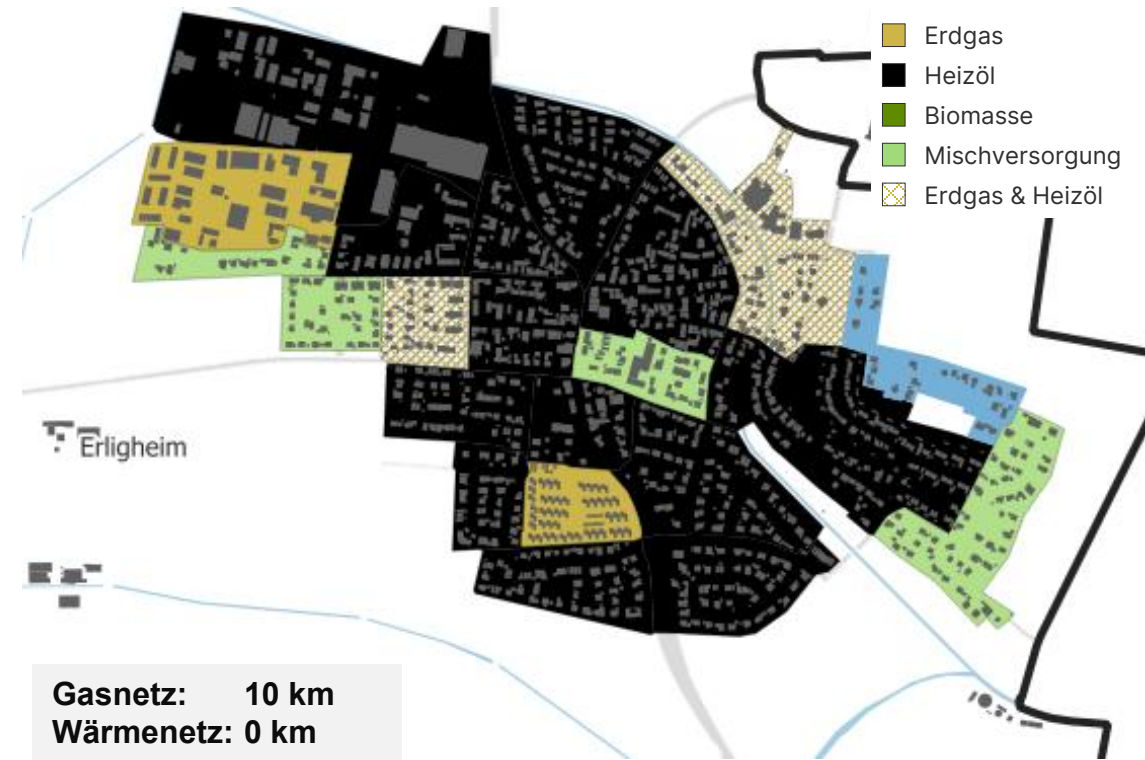 Erdgas
Heizöl
Biomasse
Mischversorgung
Erdgas & Heizöl
Erligheim
Gasnetz: 10 km
Wärmenetz: 0 km